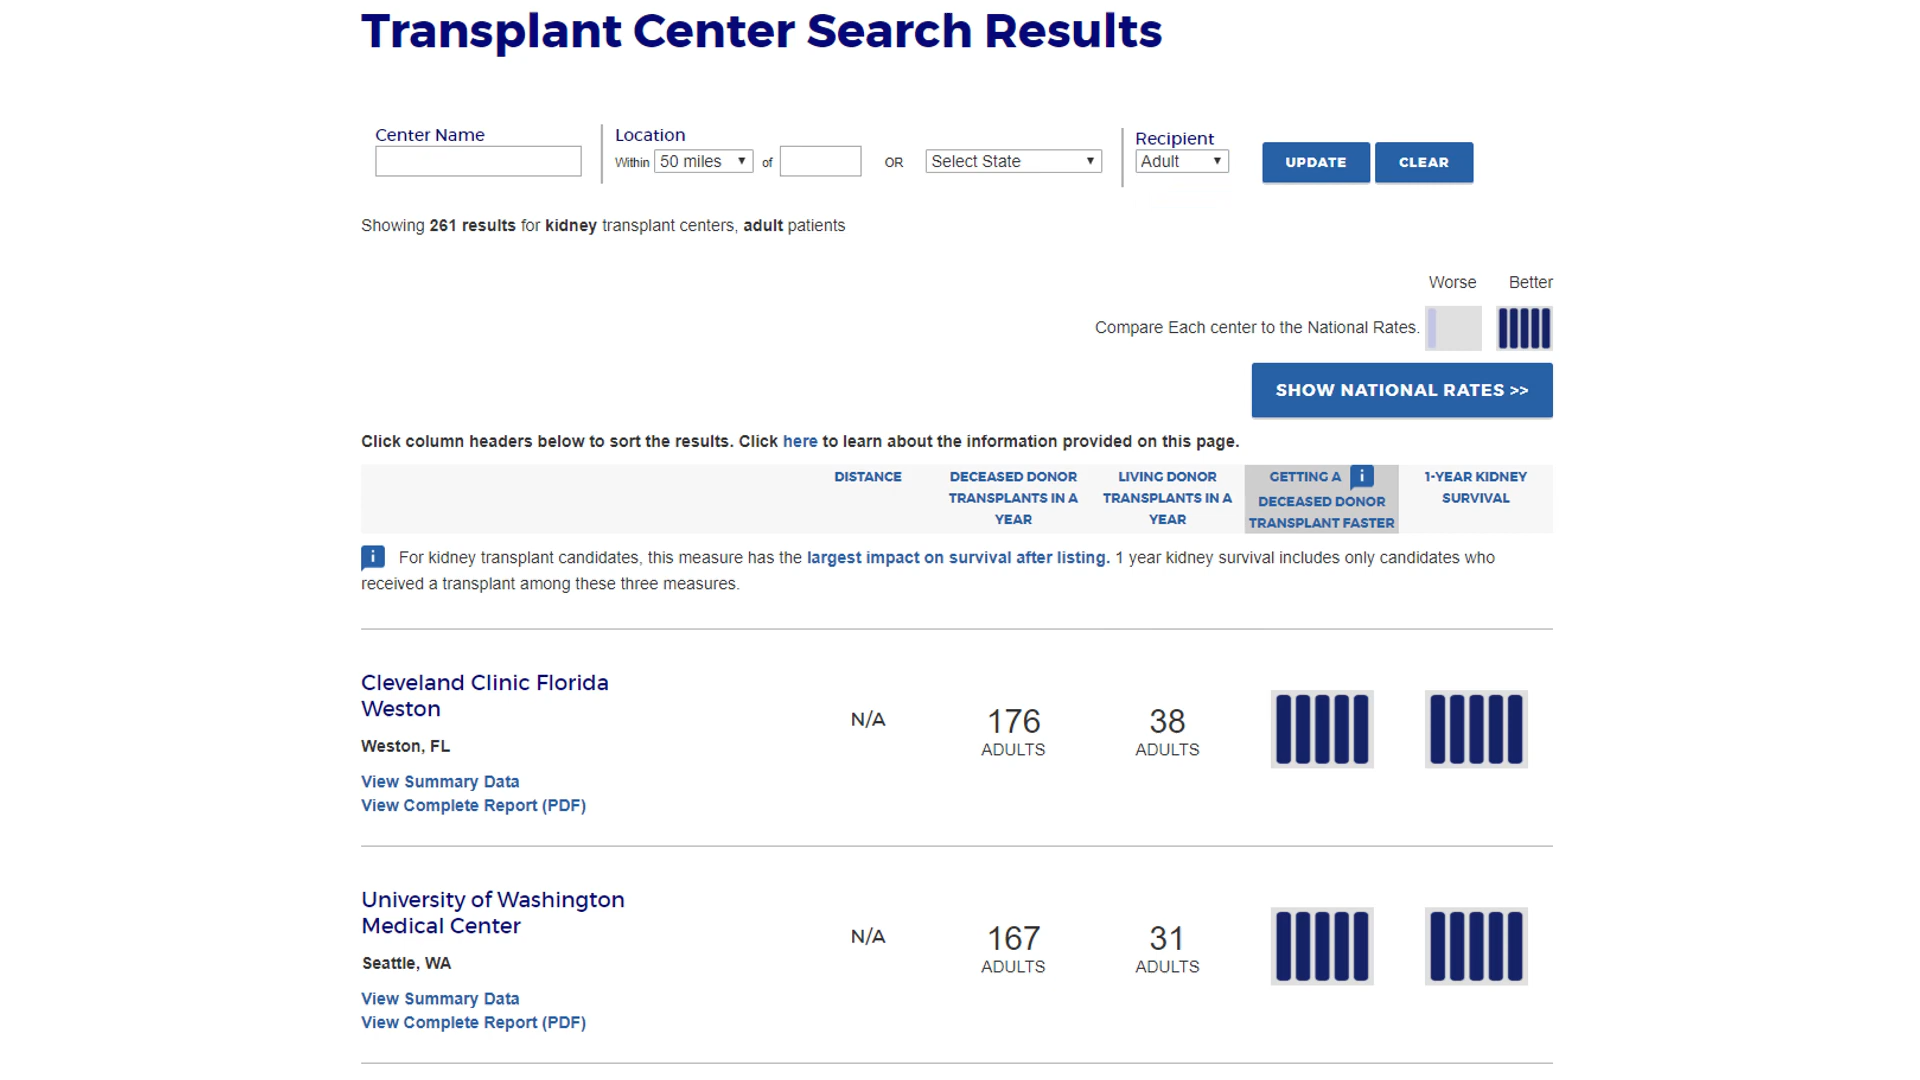 Transplant Center Search Results
Center Name
Location
Within 50 miles ▼ of
OR
Select State ▼
Recipient
Adult ▼
UPDATE
CLEAR
Showing 261 results for kidney transplant centers, adult patients
Worse Better
Compare Each center to the National Rates.
SHOW NATIONAL RATES >>
Click column headers below to sort the results. Click here to learn about the information provided on this page.
DISTANCE
DECEASED DONOR
TRANSPLANTS IN A
YEAR
LIVING DONOR
TRANSPLANTS IN A
YEAR
GETTING A i
DECEASED DONOR
TRANSPLANT FASTER
1-YEAR KIDNEY
SURVIVAL
i For kidney transplant candidates, this measure has the largest impact on survival after listing. 1 year kidney survival includes only candidates who
received a transplant among these three measures.
Cleveland Clinic Florida
Weston
Weston, FL
View Summary Data
View Complete Report (PDF)
N/A
176
ADULTS
38
ADULTS
University of Washington
Medical Center
Seattle, WA
View Summary Data
View Complete Report (PDF)
N/A
167
ADULTS
31
ADULTS